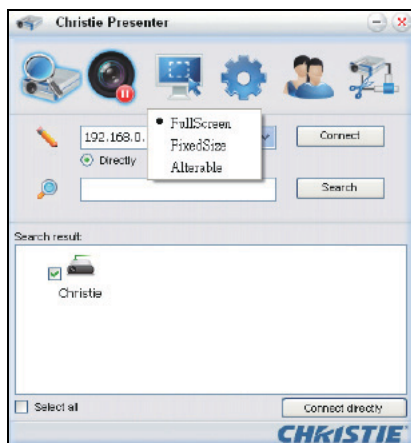 Christie Presenter
FullScreen
FixedSize
Alterable
192.168.0.
Connect
Directly
Search
Search result:
Christie
Select all
Connect directly
CHRISTIE